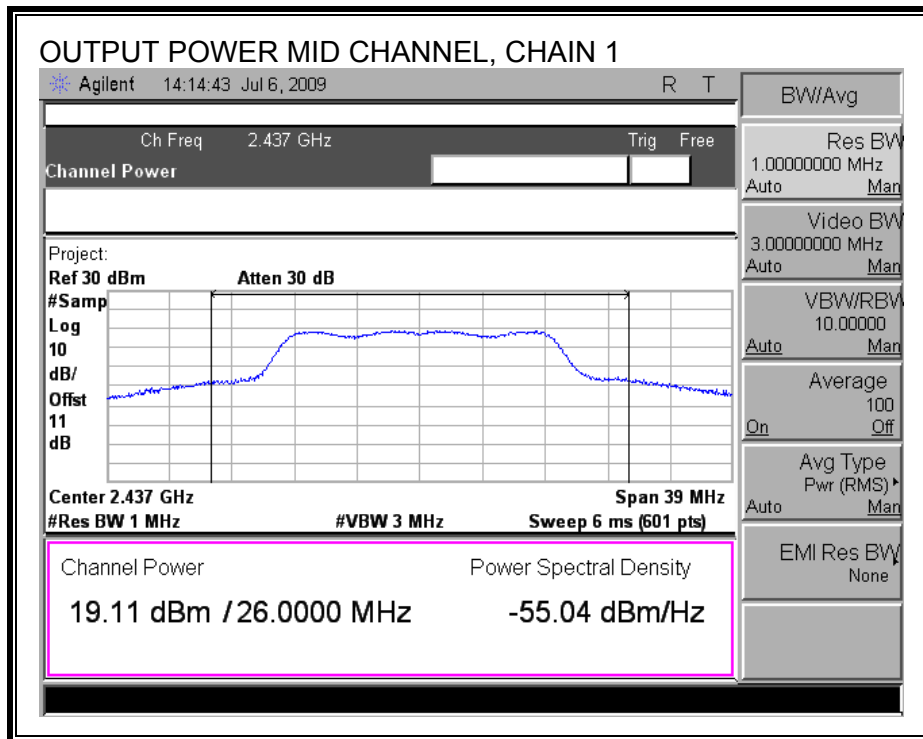 OUTPUT POWER MID CHANNEL, CHAIN 1
Agilent 14:14:43 Jul 6, 2009 R T
Ch Freq 2.437 GHz Trig Free
Channel Power
Project:
Ref 30 dBm Atten 30 dB
#Samp
Log
10
dB/
Offst
11
dB
Center 2.437 GHz Span 39 MHz
#Res BW 1 MHz #VBW 3 MHz Sweep 6 ms (601 pts)
Channel Power Power Spectral Density
19.11 dBm / 26.0000 MHz -55.04 dBm/Hz
BW/Avg
Res BW
1.00000000 MHz
Auto Man
Video BW
3.00000000 MHz
Auto Man
VBW/RBW
10.00000
Auto Man
Average
100
On Off
Avg Type
Pwr (RMS)
Auto Man
EMI Res BW
None